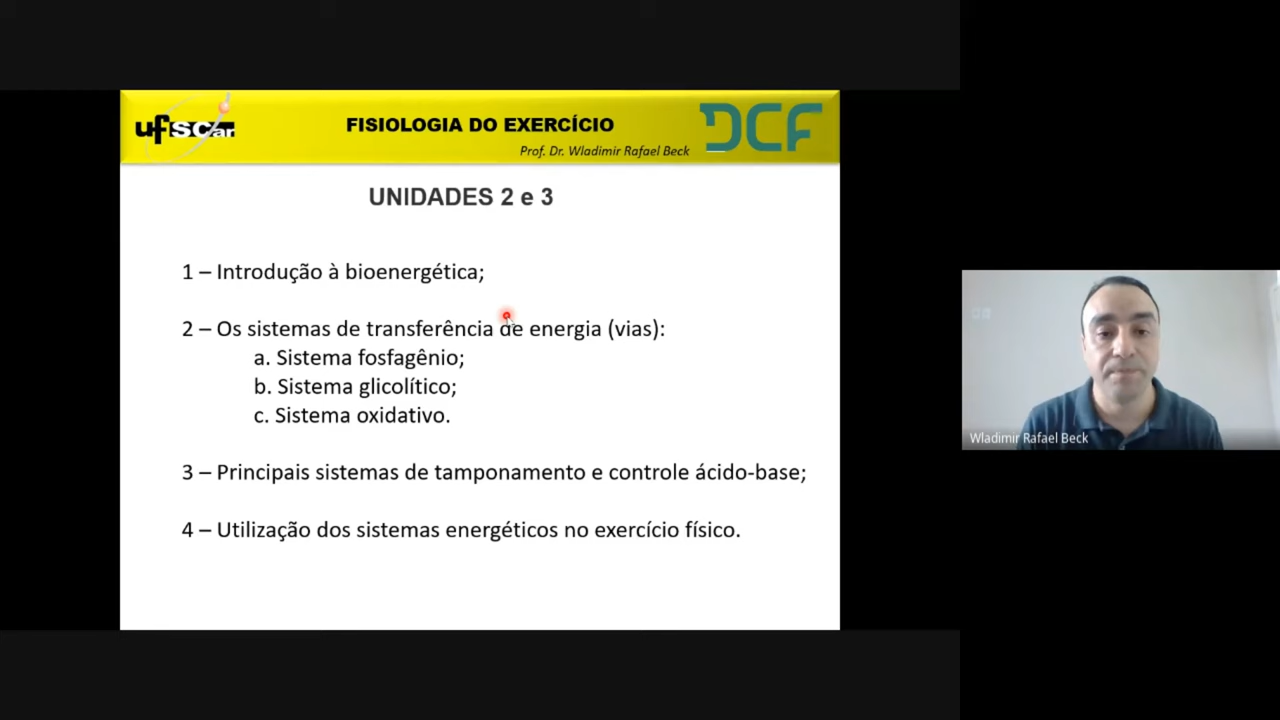 ufscar
FISIOLOGIA DO EXERCÍCIO
DCF
Prof. Dr. Wladimir Rafael Beck
UNIDADES 2 e 3
1 – Introdução à bioenergética;
2 – Os sistemas de transferência de energia (vias):
a. Sistema fosfagênio;
b. Sistema glicolítico;
c. Sistema oxidativo.
3 – Principais sistemas de tamponamento e controle ácido-base;
4 – Utilização dos sistemas energéticos no exercício físico.
Wladimir Rafael Beck